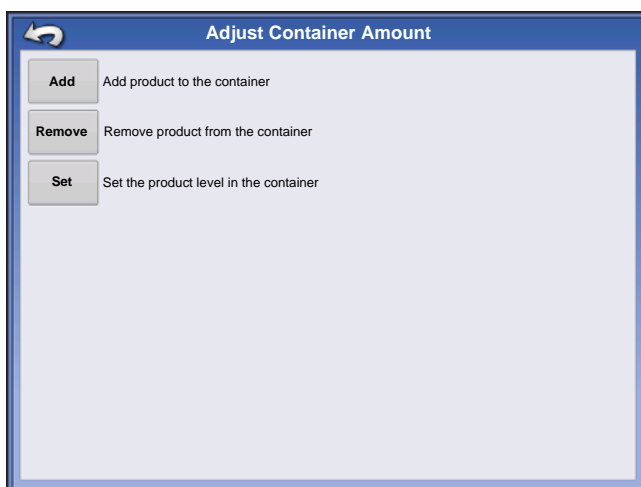 Adjust Container Amount
Add Add product to the container
Remove Remove product from the container
Set Set the product level in the container